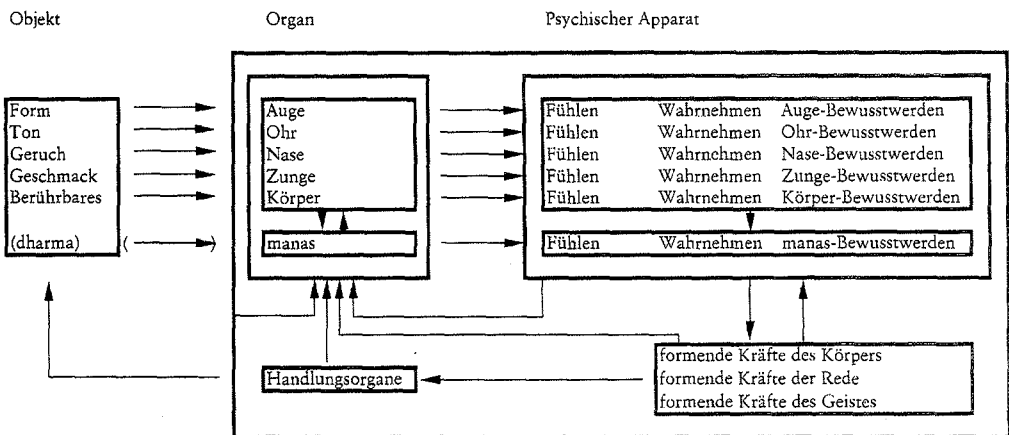 Objekt Organ Psychischer Apparat
Form Auge Fühlen Wahrnehmen Auge-Bewusstwerden
Ton Ohr Fühlen Wahrnehmen Ohr-Bewusstwerden
Geruch Nase Fühlen Wahrnehmen Nase-Bewusstwerden
Geschmack Zunge Fühlen Wahrnehmen Zunge-Bewusstwerden
Berührbares Körper Fühlen Wahrnehmen Körper-Bewusstwerden
(dharma) ( ) manas Fühlen Wahrnehmen manas-Bewusstwerden
formende Kräfte des Körpers
Handlungsorgane formende Kräfte der Rede
formende Kräfte des Geistes